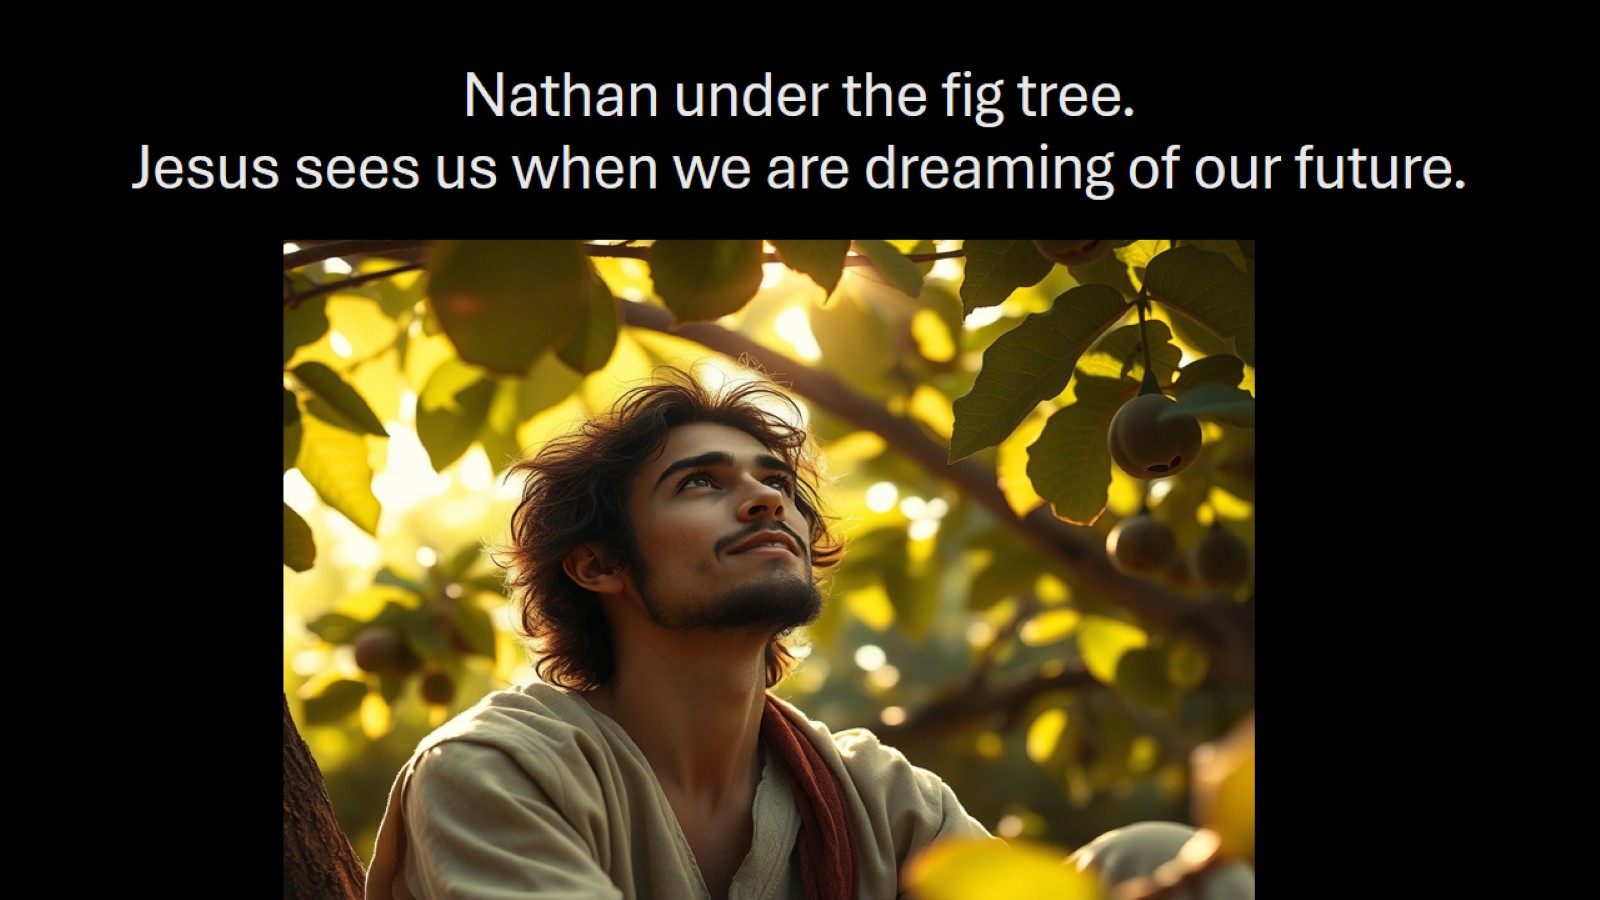 Nathan under the fig tree.
Jesus sees us when we are dreaming of our future.